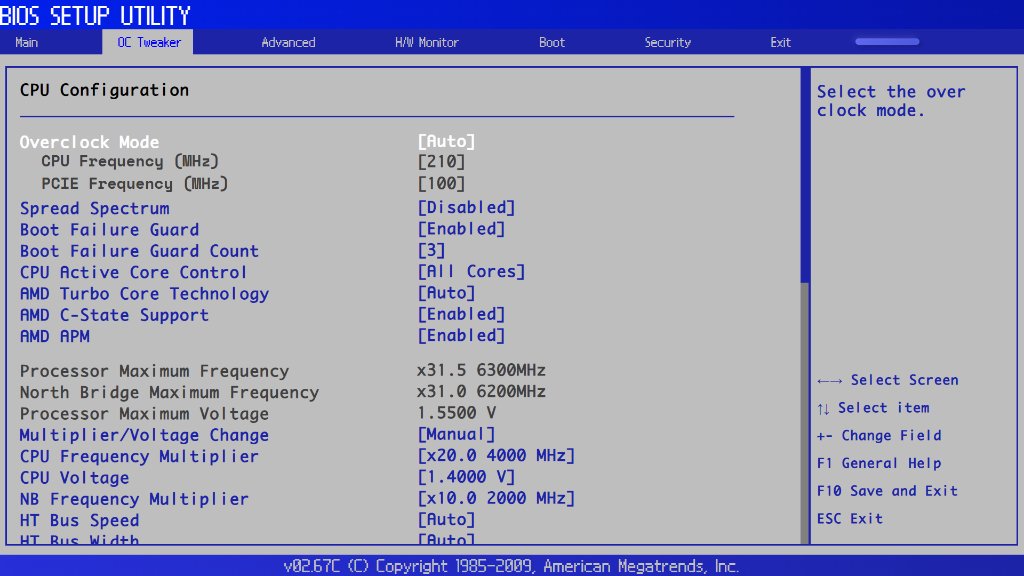 BIOS SETUP UTILITY
Main OC Tweaker Advanced H/W Monitor Boot Security Exit
CPU Configuration
Select the over
clock mode.
Overclock Mode [Auto]
CPU Frequency (MHz) [210]
PCIE Frequency (MHz) [100]
Spread Spectrum [Disabled]
Boot Failure Guard [Enabled]
Boot Failure Guard Count [3]
CPU Active Core Control [All Cores]
AMD Turbo Core Technology [Auto]
AMD C-State Support [Enabled]
AMD APM [Enabled]
Processor Maximum Frequency x31.5 6300MHz
North Bridge Maximum Frequency x31.0 6200MHz
Processor Maximum Voltage 1.5500 V
Multiplier/Voltage Change [Manual]
CPU Frequency Multiplier [x20.0 4000 MHz]
CPU Voltage [1.4000 V]
NB Frequency Multiplier [x10.0 2000 MHz]
HT Bus Speed [Auto]
HT Bus Width [Auto]
←→ Select Screen
↑↓ Select item
+- Change Field
F1 General Help
F10 Save and Exit
ESC Exit
v02.67C (C) Copyright 1985-2009, American Megatrends, Inc.